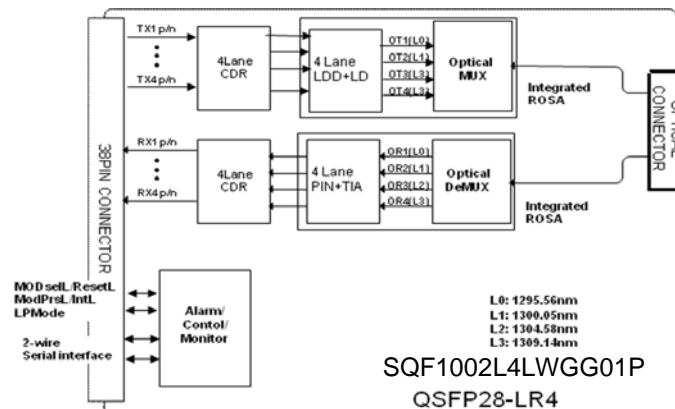 TX1 p/n
TX4 p/n
4Lane
CDR
4 Lane
LDD+LD
OT1(L0)
OT2(L1)
OT3(L3)
OT4(L3)
Optical
MUX
Integrated
ROSA
CONNECTOR
38PIN CONNECTOR
RX1p/n
RX4p/n
4Lane
CDR
4 Lane
PIN+TIA
OR1(L0)
OR2(L1)
OR3(L2)
OR4(L3)
Optical
DeMUX
Integrated
ROSA
MODselL/ResetL
ModPrsL/IntL
LPMode
2-wire
Serial interface
Alarm/
Contol/
Monitor
L0: 1295.56nm
L1: 1300.05nm
L2: 1304.58nm
L3: 1309.14nm
SQF1002L4LWGG01P
QSFP28-LR4